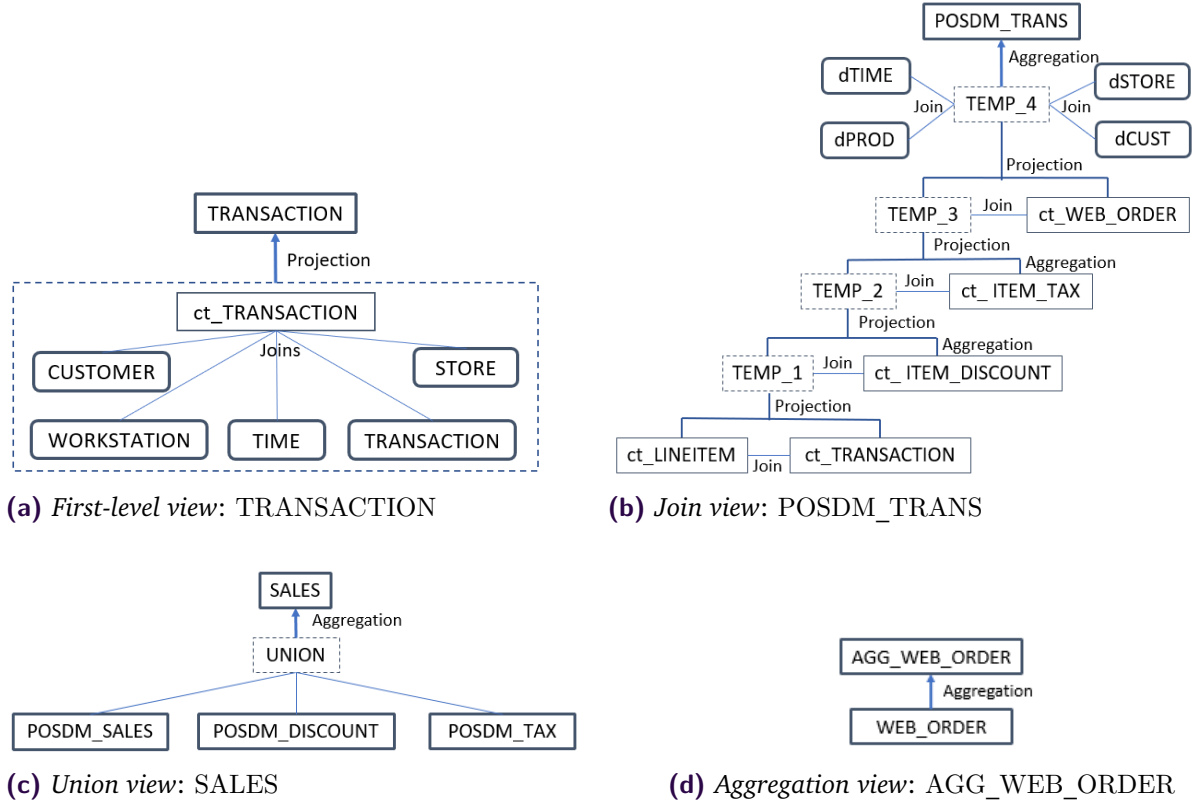 TRANSACTION
Projection
ct_TRANSACTION
Joins
CUSTOMER
STORE
WORKSTATION
TIME
TRANSACTION
(a) First-level view: TRANSACTION
POSDM_TRANS
Aggregation
dTIME
dSTORE
Join
TEMP_4
Join
dPROD
dCUST
Projection
TEMP_3
Join
ct_WEB_ORDER
Projection
Aggregation
TEMP_2
Join
ct_ ITEM_TAX
Projection
Aggregation
TEMP_1
Join
ct_ ITEM_DISCOUNT
Projection
ct_LINEITEM
Join
ct_TRANSACTION
(b) Join view: POSDM_TRANS
SALES
Aggregation
UNION
POSDM_SALES
POSDM_DISCOUNT
POSDM_TAX
(c) Union view: SALES
AGG_WEB_ORDER
Aggregation
WEB_ORDER
(d) Aggregation view: AGG_WEB_ORDER